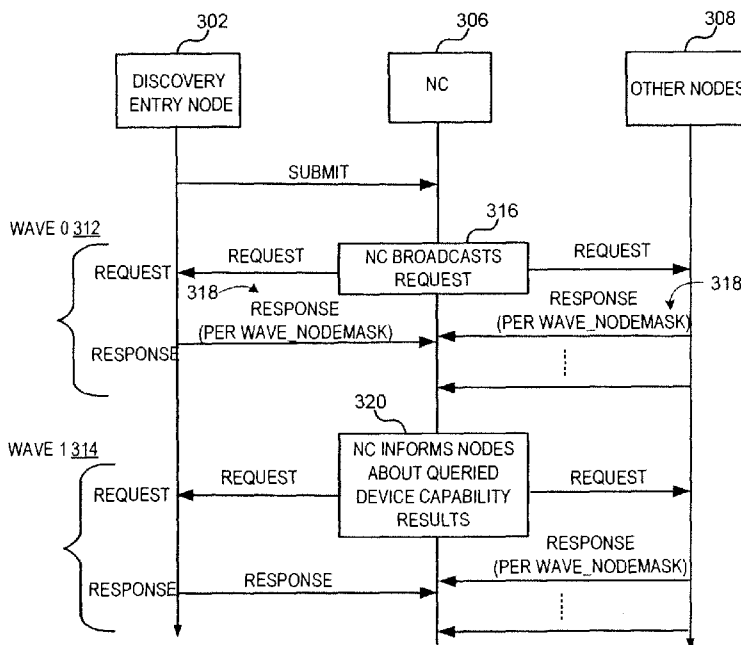 302
306
308
DISCOVERY
ENTRY NODE
NC
OTHER NODES
SUBMIT
WAVE 0 312
316
REQUEST
REQUEST
NC BROADCASTS
REQUEST
REQUEST
318
RESPONSE
(PER WAVE_NODEMASK)
RESPONSE
(PER WAVE_NODEMASK)
318
RESPONSE
320
WAVE 1 314
REQUEST
REQUEST
NC INFORMS NODES
ABOUT QUERIED
DEVICE CAPABILITY
RESULTS
REQUEST
RESPONSE
(PER WAVE_NODEMASK)
RESPONSE
RESPONSE